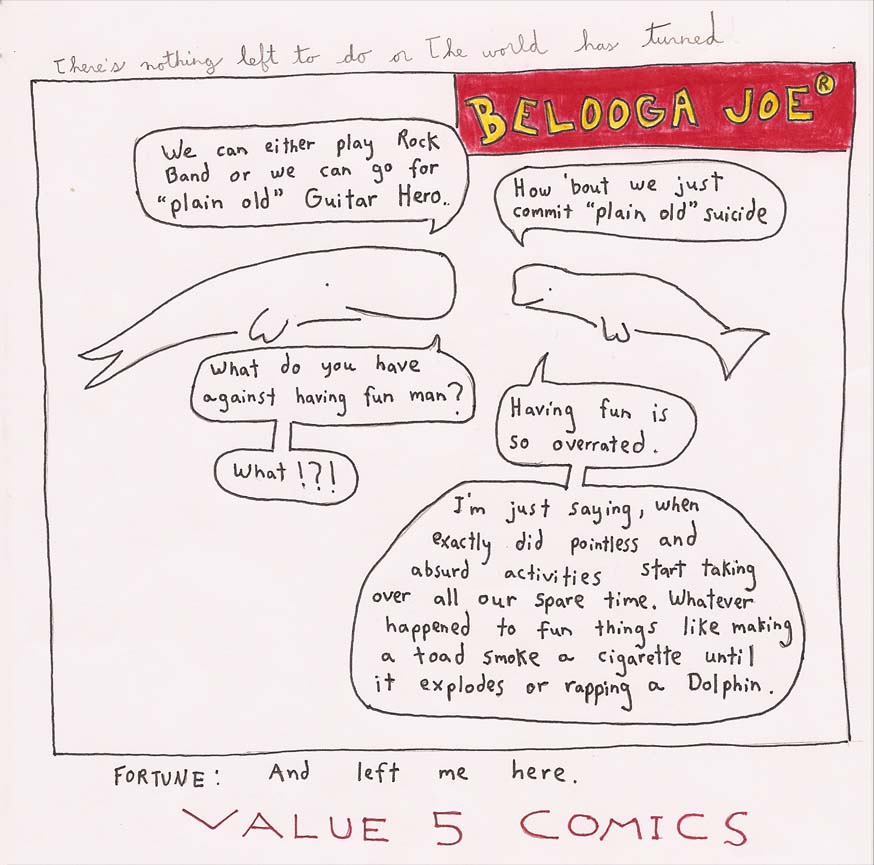 There's nothing left to do or The world has turned
BELOOGA JOE®
We can either play Rock
Band or we can go for
"plain old" Guitar Hero..
How 'bout we just
commit "plain old" suicide
What do you have
against having fun man?
Having fun is
so overrated.
What!?!
I'm just saying, when
exactly did pointless and
absurd activities start taking
over all our spare time. Whatever
happened to fun things like making
a toad smoke a cigarette until
it explodes or rapping a Dolphin.
FORTUNE: And left me here.
VALUE 5 COMICS